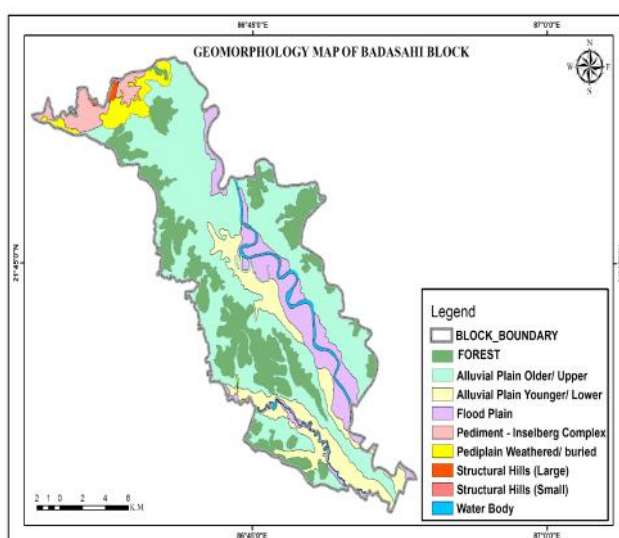 86°45'0"E 87°0'0"E
GEOMORPHOLOGY MAP OF BADASAHI BLOCK
N
W E
S
21°45'0"N
Legend
BLOCK_BOUNDARY
FOREST
Alluvial Plain Older/ Upper
Alluvial Plain Younger/ Lower
Flood Plain
Pediment - Inselberg Complex
Pediplain Weathered/ buried
Structural Hills (Large)
Structural Hills (Small)
Water Body
2 1 0 2 4 6
K.M
86°45'0"E 87°0'0"E